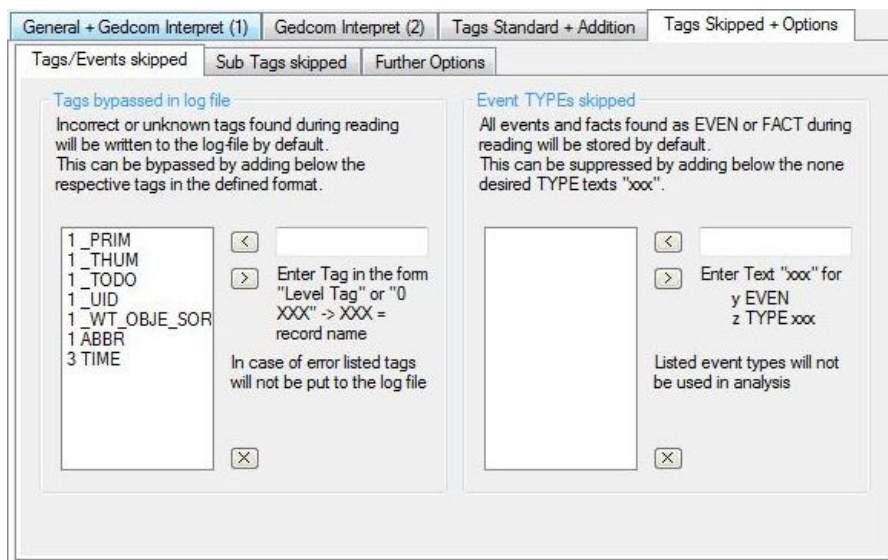 General + Gedcom Interpret (1) Gedcom Interpret (2) Tags Standard + Addition Tags Skipped + Options
Tags/Events skipped Sub Tags skipped Further Options
Tags bypassed in log file
Incorrect or unknown tags found during reading
will be written to the log-file by default.
This can be bypassed by adding below the
respective tags in the defined format.
1 _PRIM
1 _THUM
1 _TODO
1 _UID
1 _WT_OBJE_SOR
1 ABBR
3 TIME
<
>
Enter Tag in the form
"Level Tag" or "0
XXX" -> XXX =
record name
In case of error listed tags
will not be put to the log file
X
Event TYPEs skipped
All events and facts found as EVEN or FACT during
reading will be stored by default.
This can be suppressed by adding below the none
desired TYPE texts "xxx".
<
>
Enter Text "xxx" for
y EVEN
z TYPE xxx
Listed event types will not
be used in analysis
X